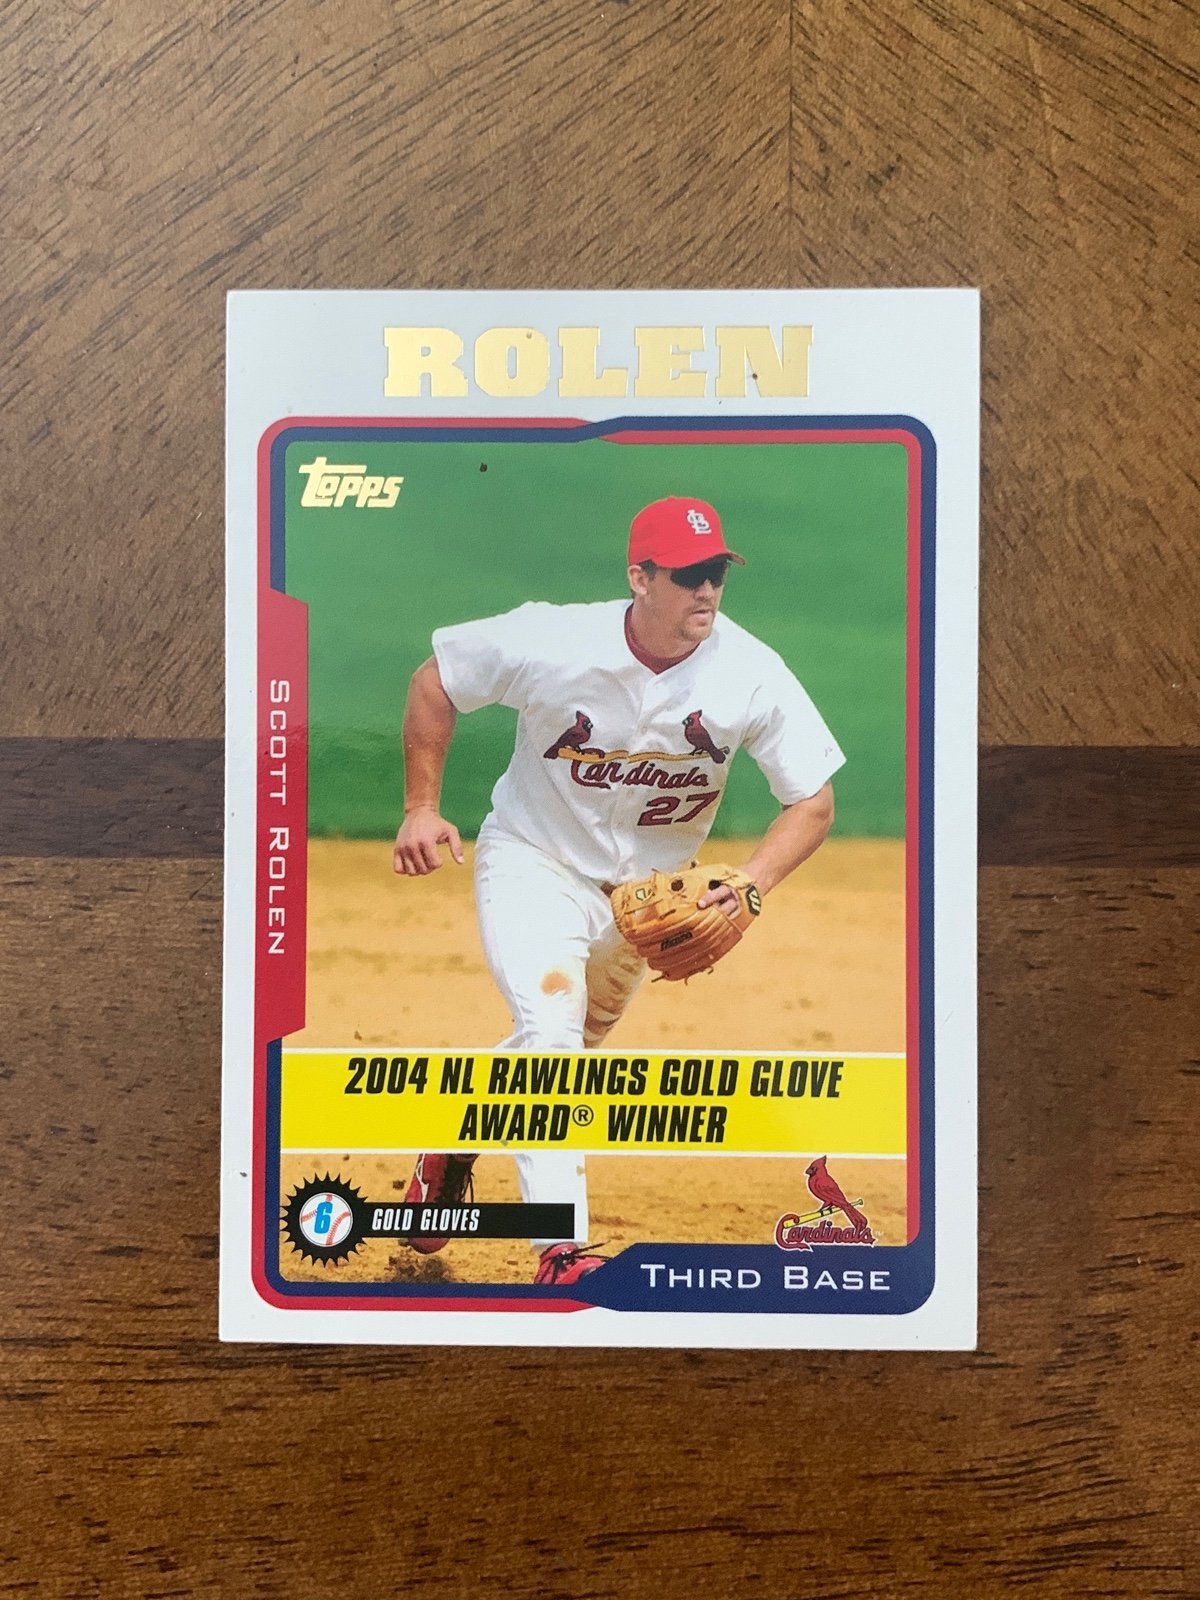 ROLEN
Topps
SCOTT ROLEN
Cardinals
27
2004 NL RAWLINGS GOLD GLOVE
AWARD® WINNER
6 GOLD GLOVES
Cardinals
THIRD BASE